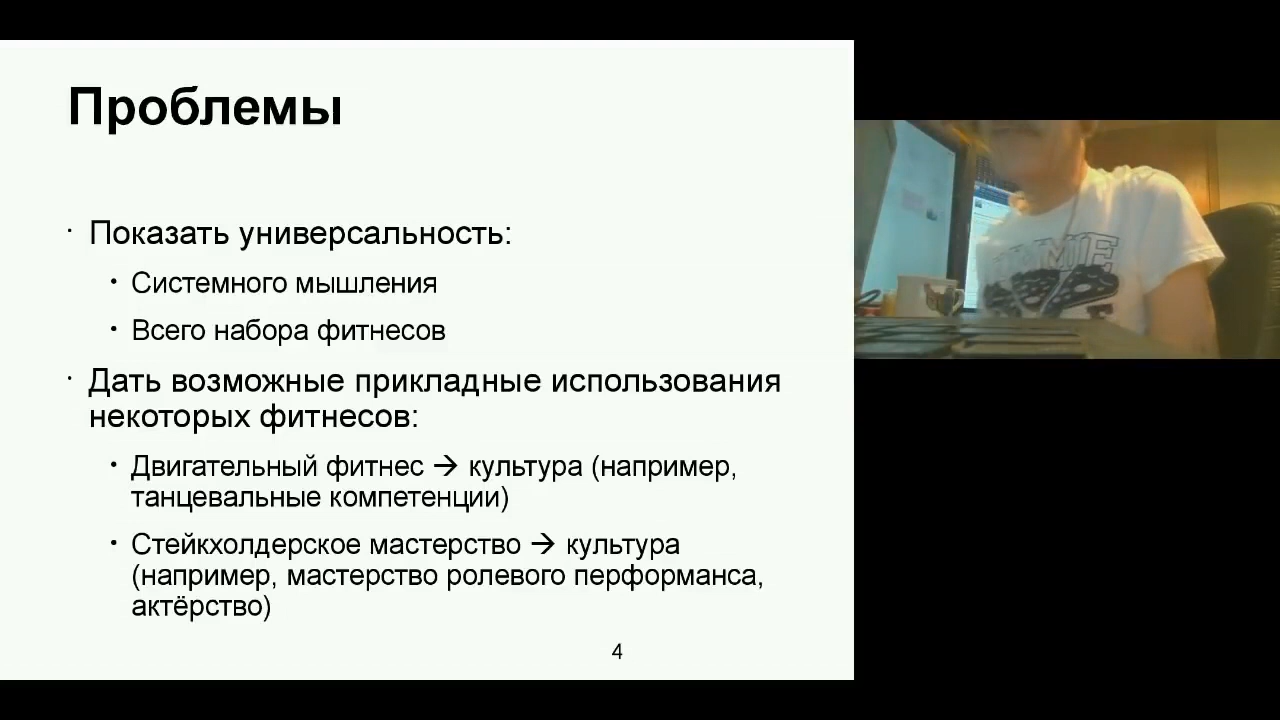 Проблемы
• Показать универсальность:
• Системного мышления
• Всего набора фитнесов
• Дать возможные прикладные использования
некоторых фитнесов:
• Двигательный фитнес → культура (например,
танцевальные компетенции)
• Стейкхолдерское мастерство → культура
(например, мастерство ролевого перформанса,
актёрство)
4